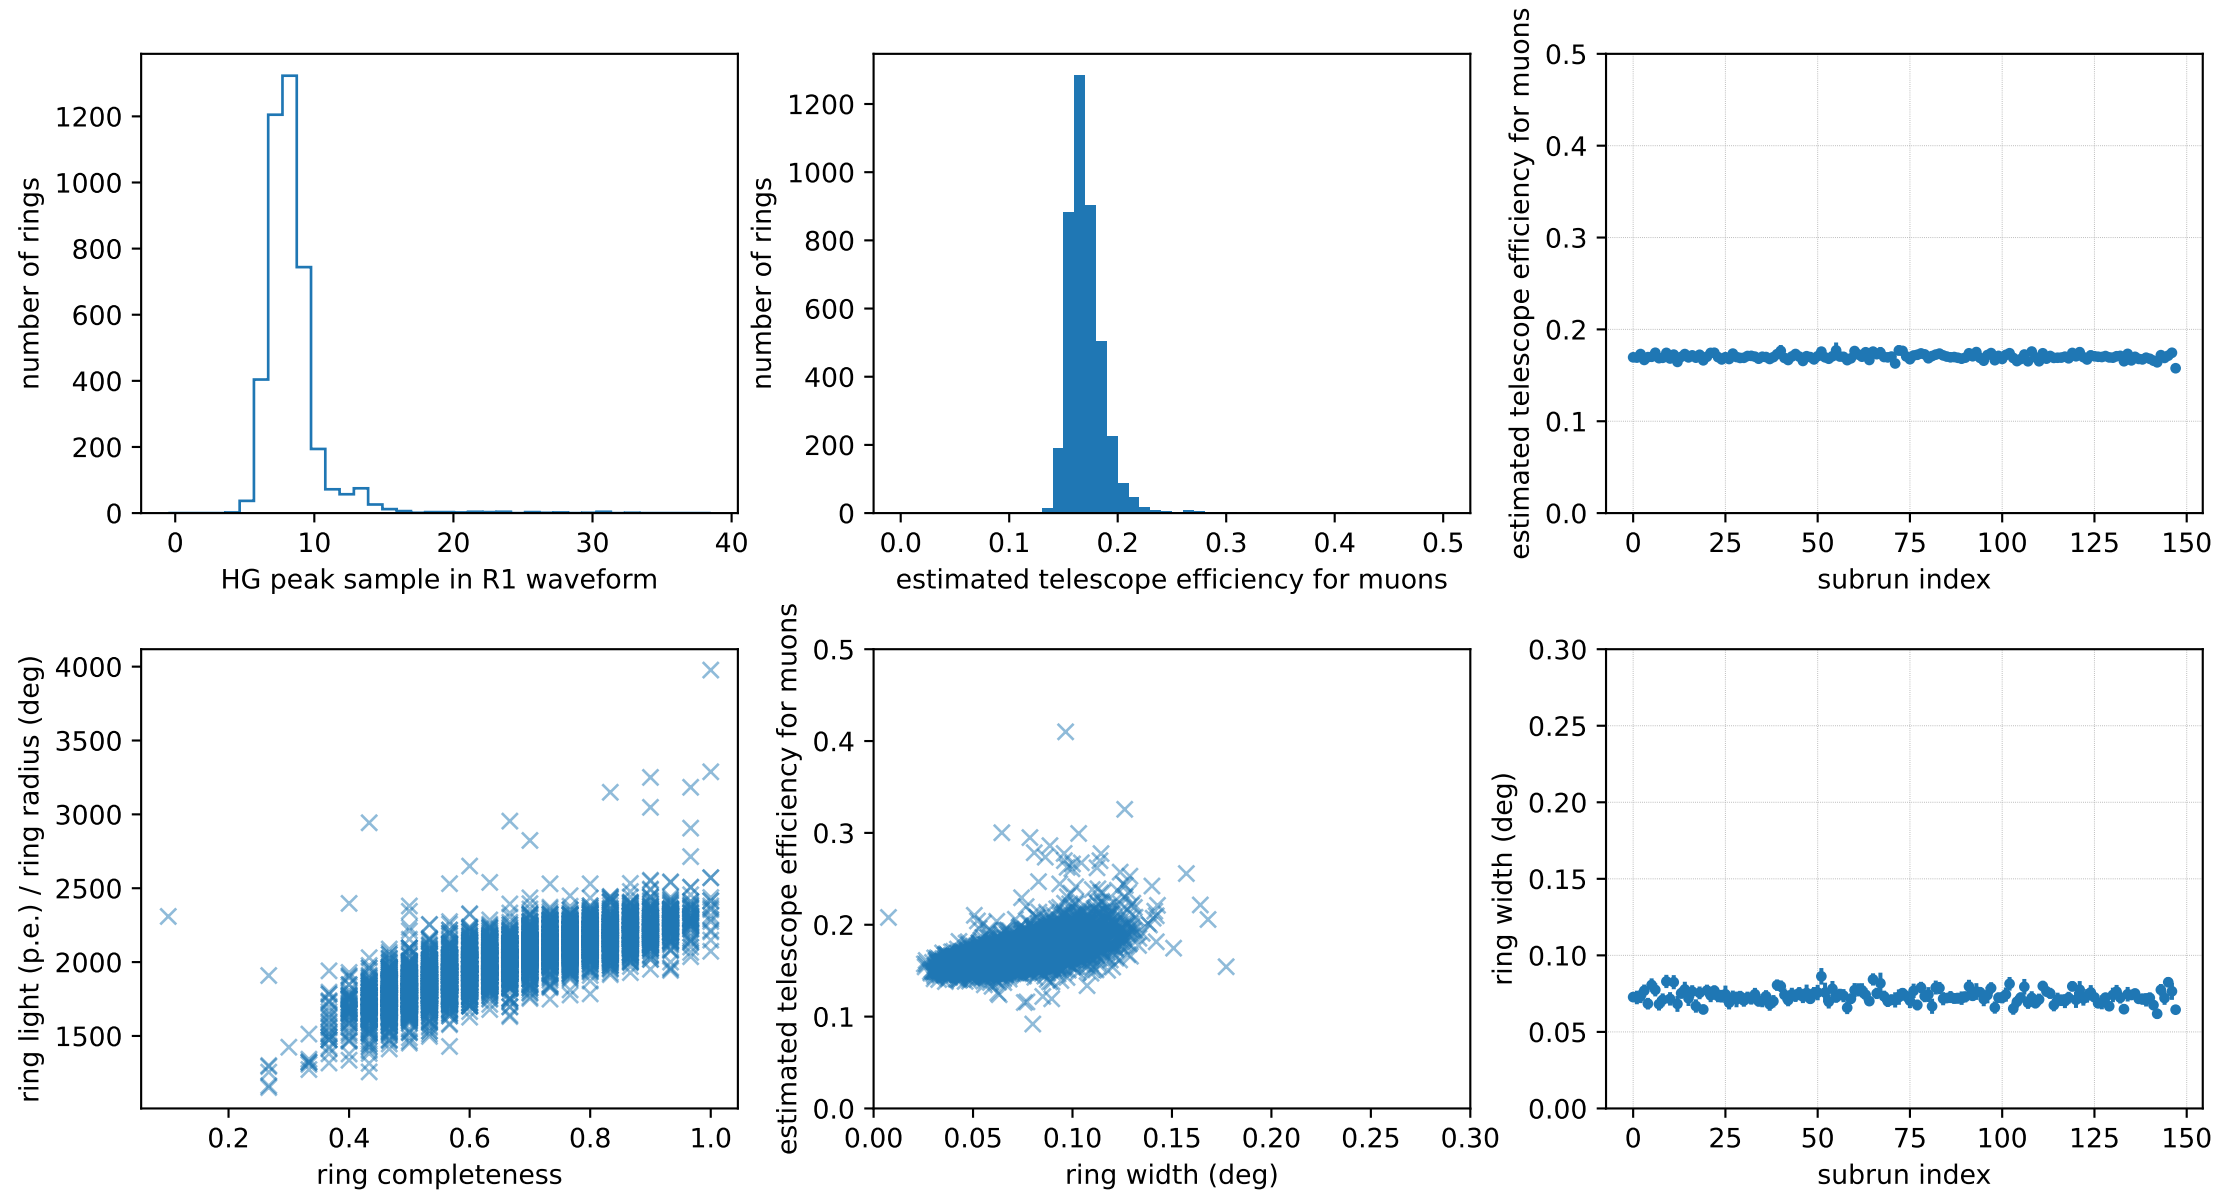 number of rings
0
200
400
600
800
1000
1200
0 10 20 30 40
HG peak sample in R1 waveform
number of rings
0
200
400
600
800
1000
1200
0.0 0.1 0.2 0.3 0.4 0.5
estimated telescope efficiency for muons
estimated telescope efficiency for muons
0.5
0.4
0.3
0.2
0.1
0.0
0 25 50 75 100 125 150
subrun index
ring light (p.e.) / ring radius (deg)
4000
3500
3000
2500
2000
1500
0.2 0.4 0.6 0.8 1.0
ring completeness
estimated telescope efficiency for muons
0.5
0.4
0.3
0.2
0.1
0.0
0.00 0.05 0.10 0.15 0.20 0.25 0.30
ring width (deg)
ring width (deg)
0.30
0.25
0.20
0.15
0.10
0.05
0.00
0 25 50 75 100 125 150
subrun index